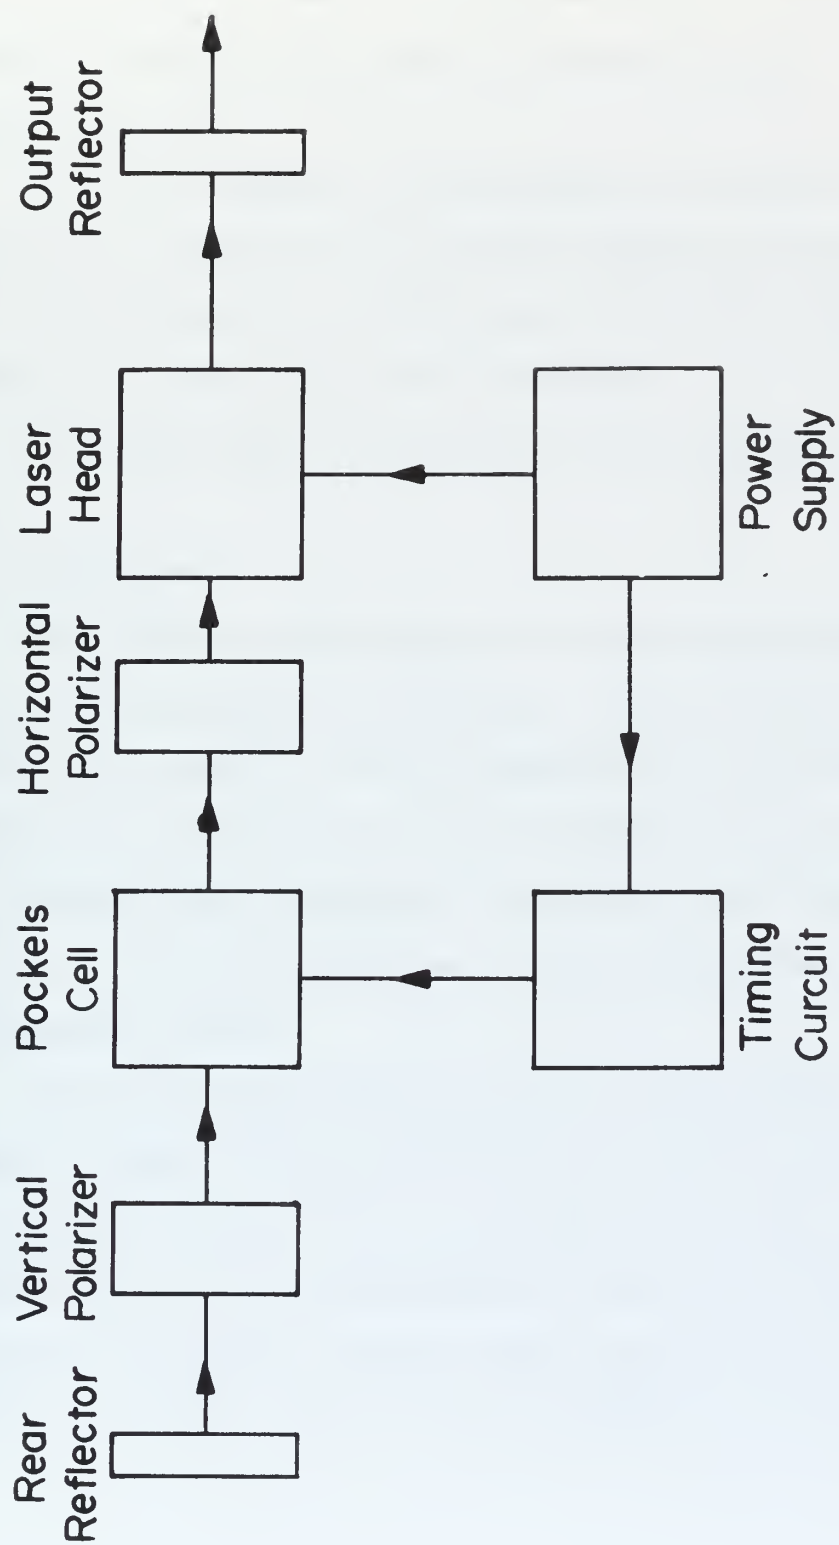 Rear
Reflector
Vertical
Polarizer
Pockels
Cell
Horizontal
Polarizer
Laser
Head
Output
Reflector
Timing
Curcuit
Power
Supply